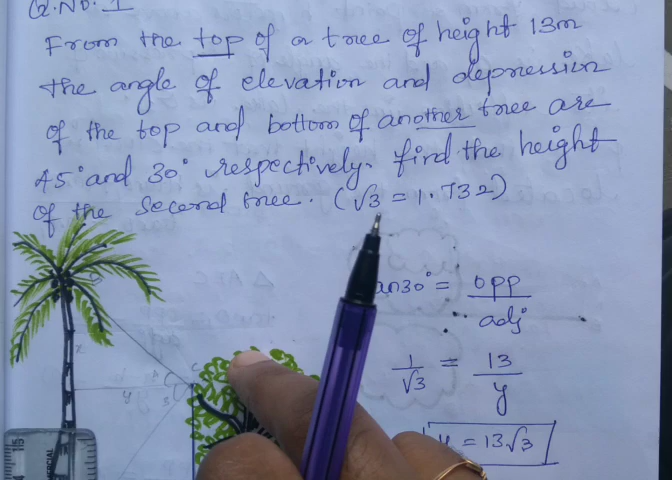 Q.No. 1
From the top of a tree of height 13m
the angle of elevation and depression
of the top and bottom of another tree are
45° and 30° respectively. find the height
of the second tree. (√3 = 1.732)
an30° = opp
adj
1/√3 = 13/y
= 13√3
x
y
C
15